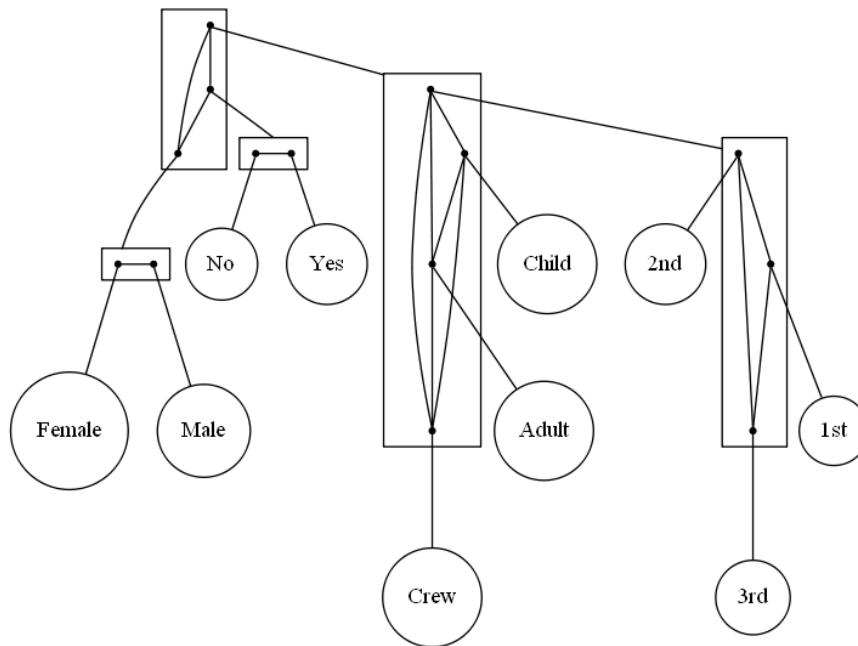 No
Yes
Child
2nd
Female
Male
Adult
1st
Crew
3rd